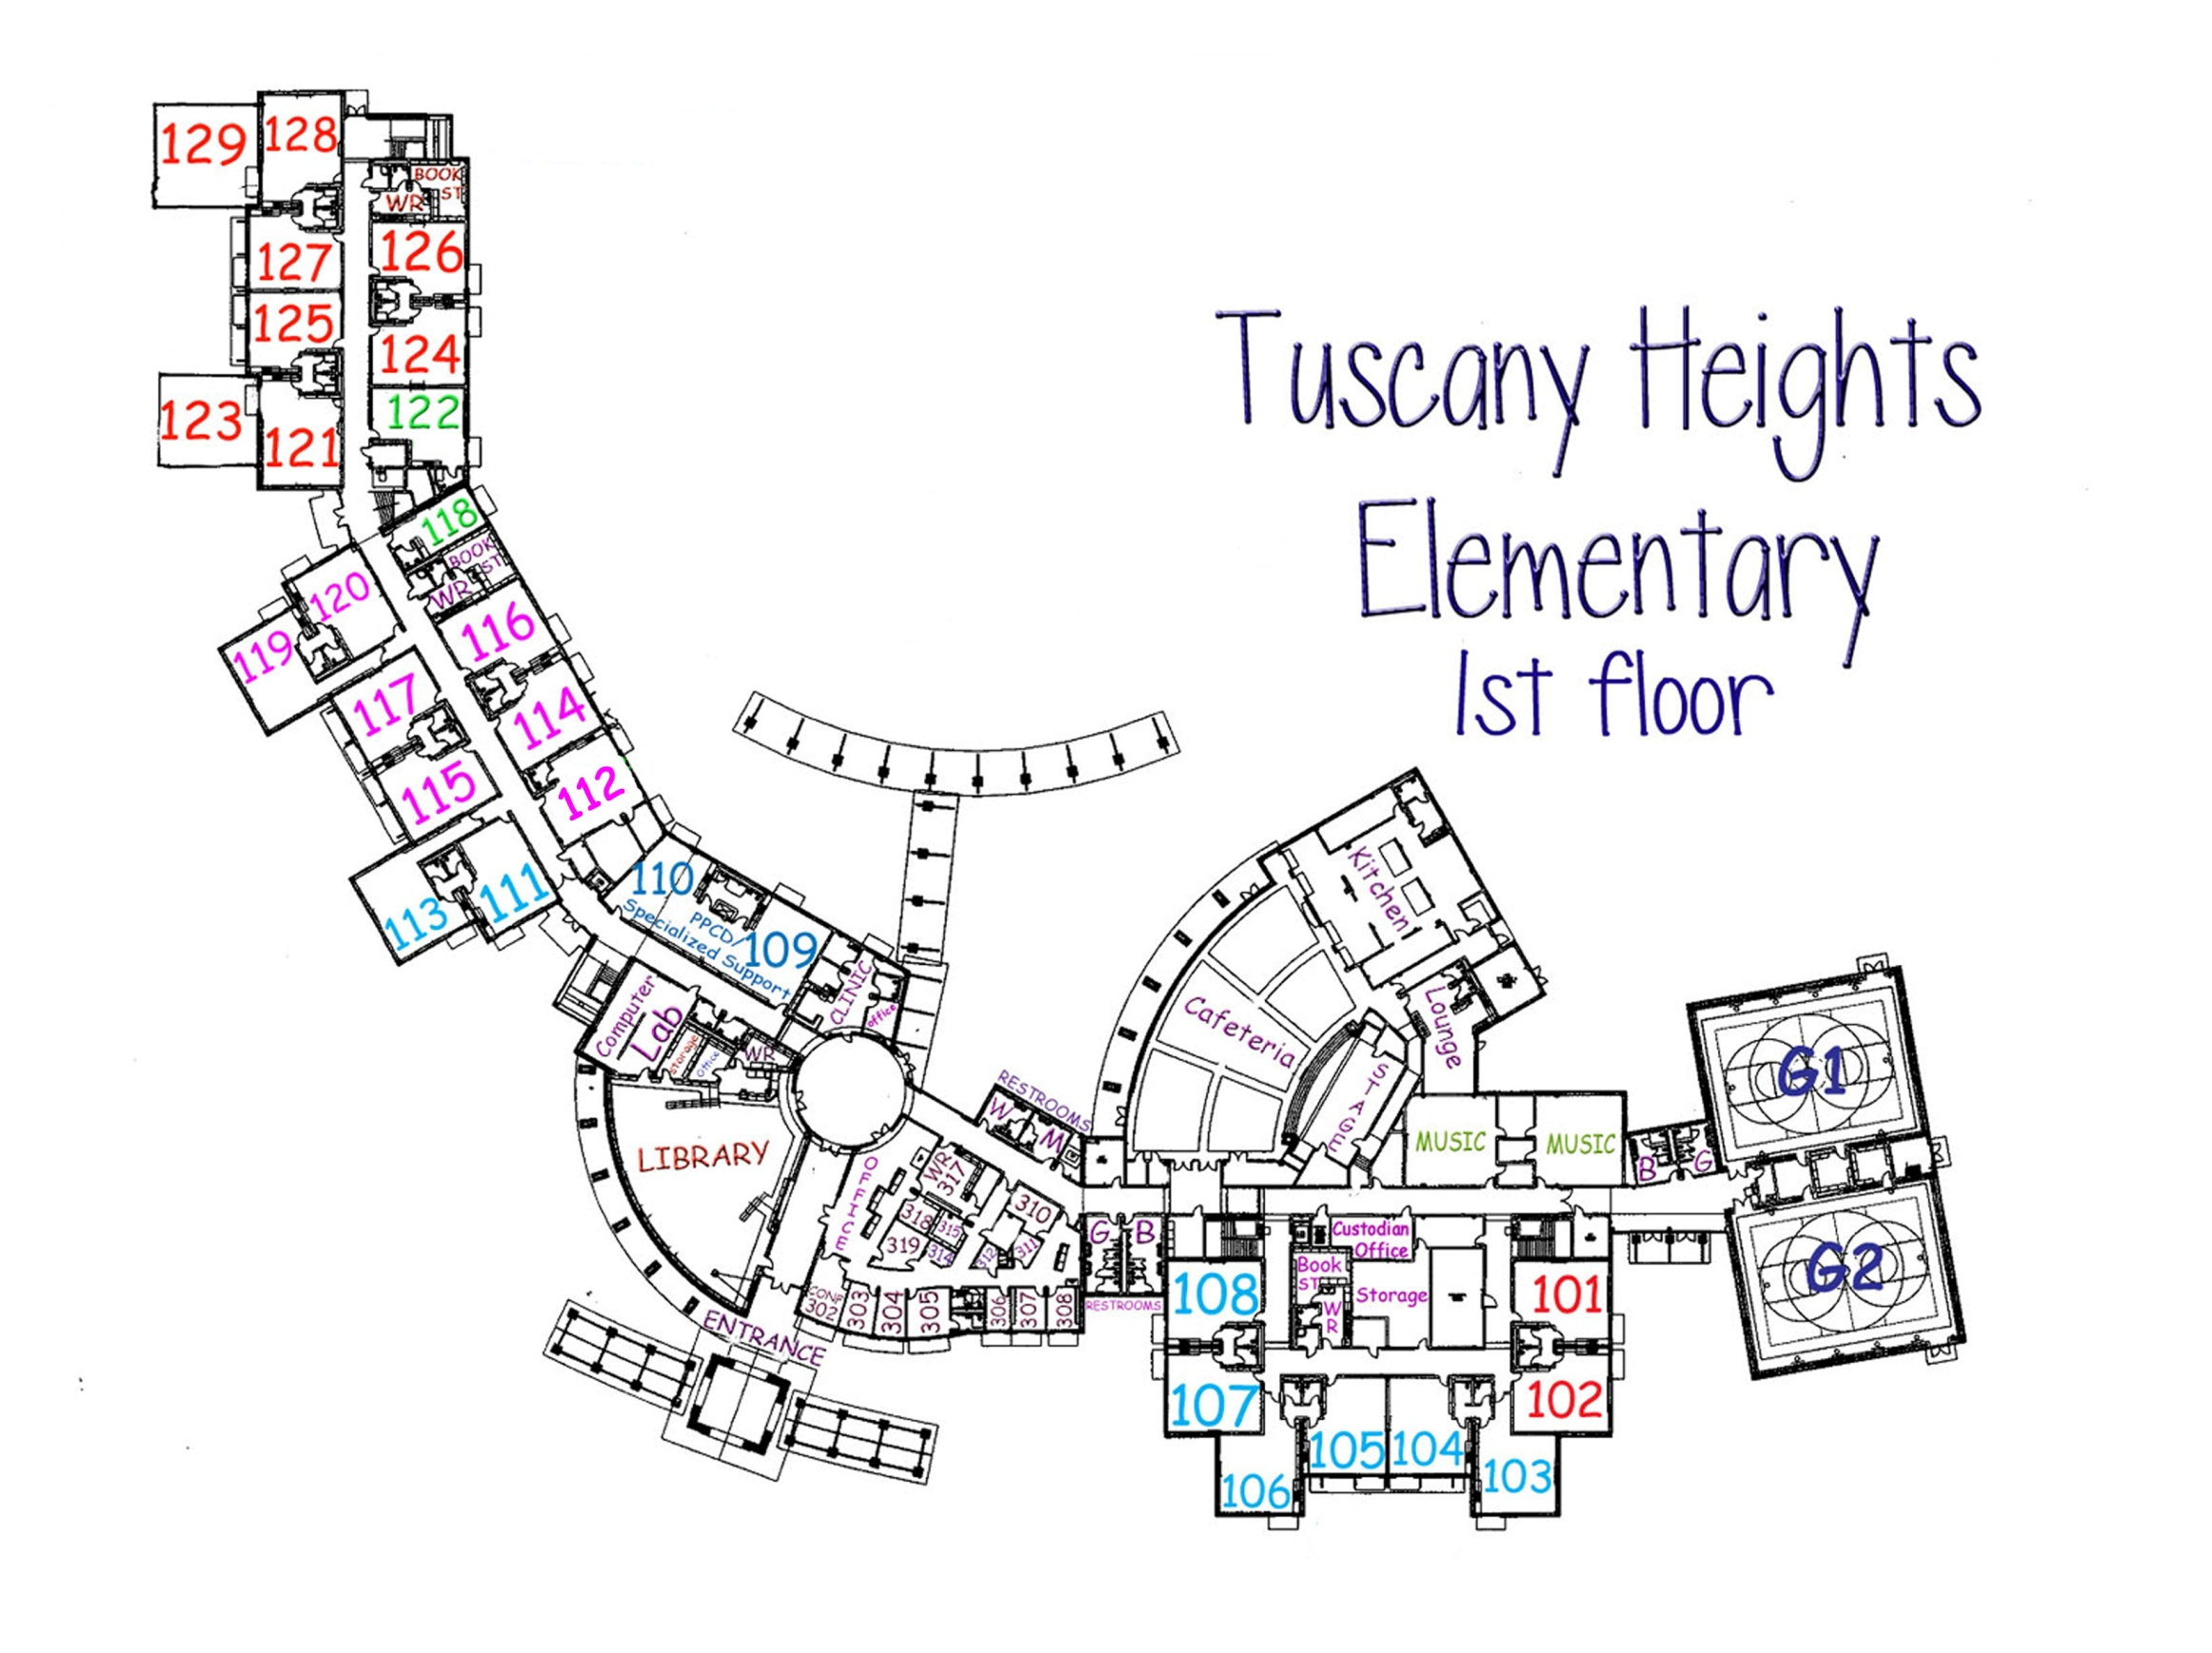 Tuscany Heights
Elementary
1st floor
129
128
BOOK
ST
WR
127
126
125
124
123
122
121
118
BOOK
ST
WR
120
119
116
117
114
115
112
113
111
110
PPCD/
Specialized Support
109
CLINIC
office
Computer
Lab
Storage
Office
WR
LIBRARY
OFFICE
WR
317
318
315
319
314
310
311
312
CONF
302
303
304
305
306
307
308
ENTRANCE
RESTROOMS
W
M
G
B
RESTROOMS
Kitchen
Cafeteria
STAGE
Lounge
MUSIC
MUSIC
B
G
G1
G2
Custodian
Office
Book
ST
WR
Storage
108
107
106
105
104
103
102
101